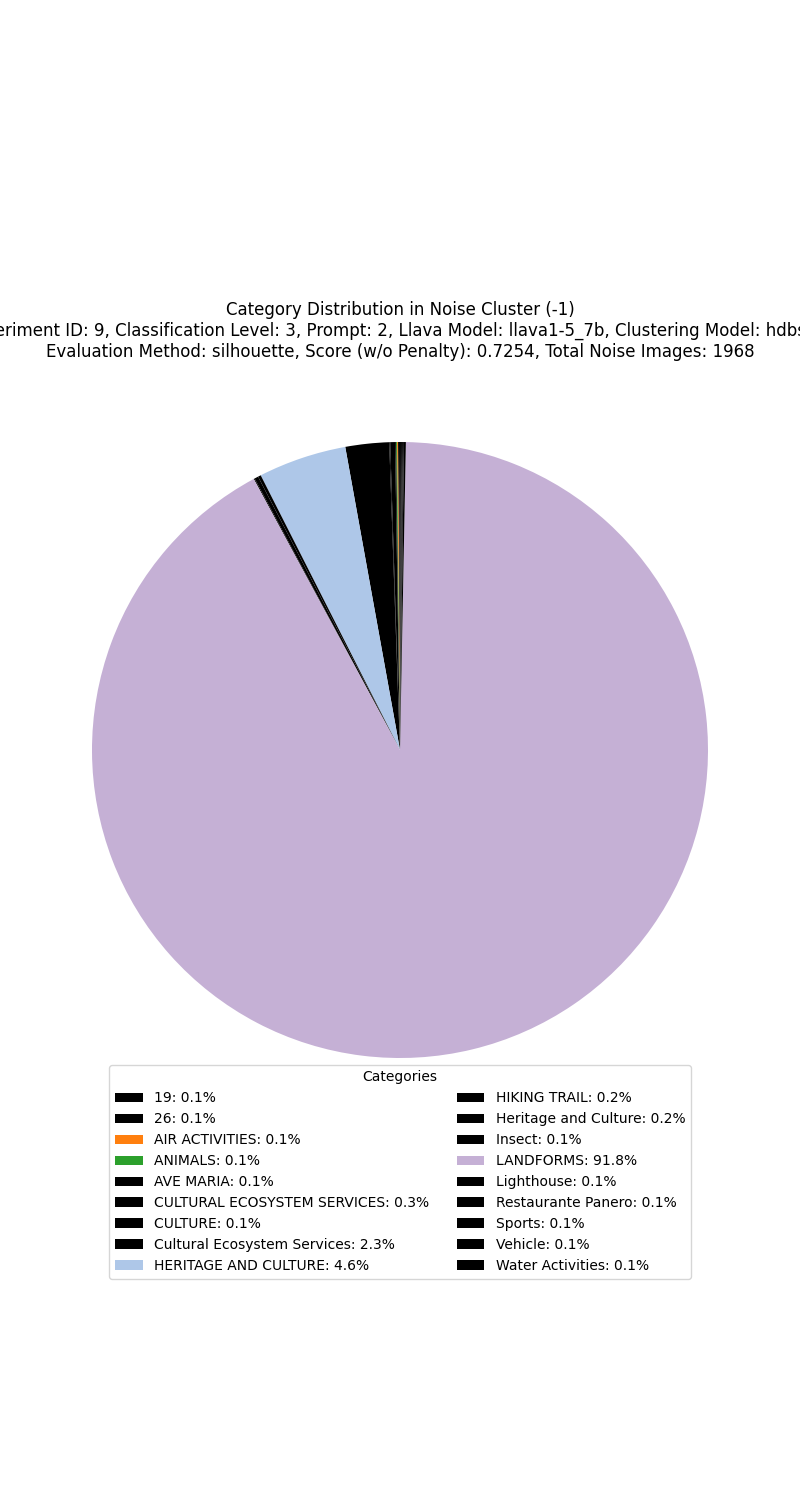 Category Distribution in Noise Cluster (-1)
eriment ID: 9, Classification Level: 3, Prompt: 2, Llava Model: llava1-5_7b, Clustering Model: hdbs
Evaluation Method: silhouette, Score (w/o Penalty): 0.7254, Total Noise Images: 1968
Categories
19: 0.1%
26: 0.1%
AIR ACTIVITIES: 0.1%
ANIMALS: 0.1%
AVE MARIA: 0.1%
CULTURAL ECOSYSTEM SERVICES: 0.3%
CULTURE: 0.1%
Cultural Ecosystem Services: 2.3%
HERITAGE AND CULTURE: 4.6%
HIKING TRAIL: 0.2%
Heritage and Culture: 0.2%
Insect: 0.1%
LANDFORMS: 91.8%
Lighthouse: 0.1%
Restaurante Panero: 0.1%
Sports: 0.1%
Vehicle: 0.1%
Water Activities: 0.1%